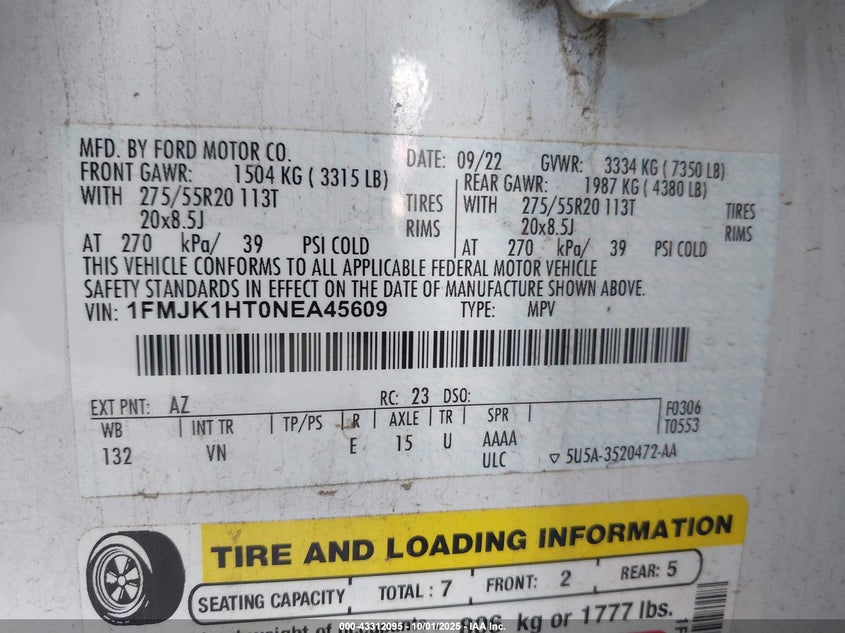 MFD. BY FORD MOTOR CO. DATE: 09/22 GVWR: 3334 KG ( 7350 LB)
FRONT GAWR: 1504 KG ( 3315 LB) REAR GAWR: 1987 KG ( 4380 LB)
WITH 275/55R20 113T TIRES WITH 275/55R20 113T TIRES
20x8.5J RIMS 20x8.5J RIMS
AT 270 kPa/ 39 PSI COLD AT 270 kPa/ 39 PSI COLD
THIS VEHICLE CONFORMS TO ALL APPLICABLE FEDERAL MOTOR VEHICLE
SAFETY STANDARDS IN EFFECT ON THE DATE OF MANUFACTURE SHOWN ABOVE.
VIN: 1FMJK1HT0NEA45609 TYPE: MPV
EXT PNT: AZ RC: 23 DSO: F0306
WB INT TR TP/PS R AXLE TR SPR T0553
132 VN E 15 U AAAA
ULC ▽ 5U5A-3520472-AA
TIRE AND LOADING INFORMATION
SEATING CAPACITY TOTAL : 7 FRONT: 2 REAR: 5
806 kg or 1777 lbs.
000-43312095 - 10/01/2025 - IAA Inc.